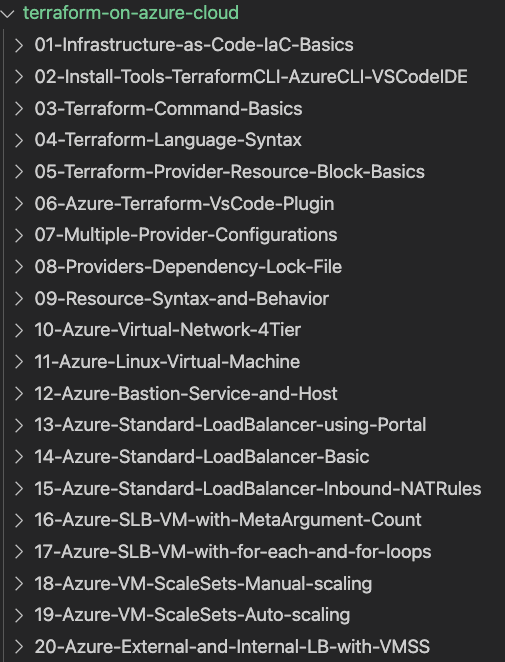 terraform-on-azure-cloud
01-Infrastructure-as-Code-IaC-Basics
02-Install-Tools-TerraformCLI-AzureCLI-VSCodeIDE
03-Terraform-Command-Basics
04-Terraform-Language-Syntax
05-Terraform-Provider-Resource-Block-Basics
06-Azure-Terraform-VsCode-Plugin
07-Multiple-Provider-Configurations
08-Providers-Dependency-Lock-File
09-Resource-Syntax-and-Behavior
10-Azure-Virtual-Network-4Tier
11-Azure-Linux-Virtual-Machine
12-Azure-Bastion-Service-and-Host
13-Azure-Standard-LoadBalancer-using-Portal
14-Azure-Standard-LoadBalancer-Basic
15-Azure-Standard-LoadBalancer-Inbound-NATRules
16-Azure-SLB-VM-with-MetaArgument-Count
17-Azure-SLB-VM-with-for-each-and-for-loops
18-Azure-VM-ScaleSets-Manual-scaling
19-Azure-VM-ScaleSets-Auto-scaling
20-Azure-External-and-Internal-LB-with-VMSS